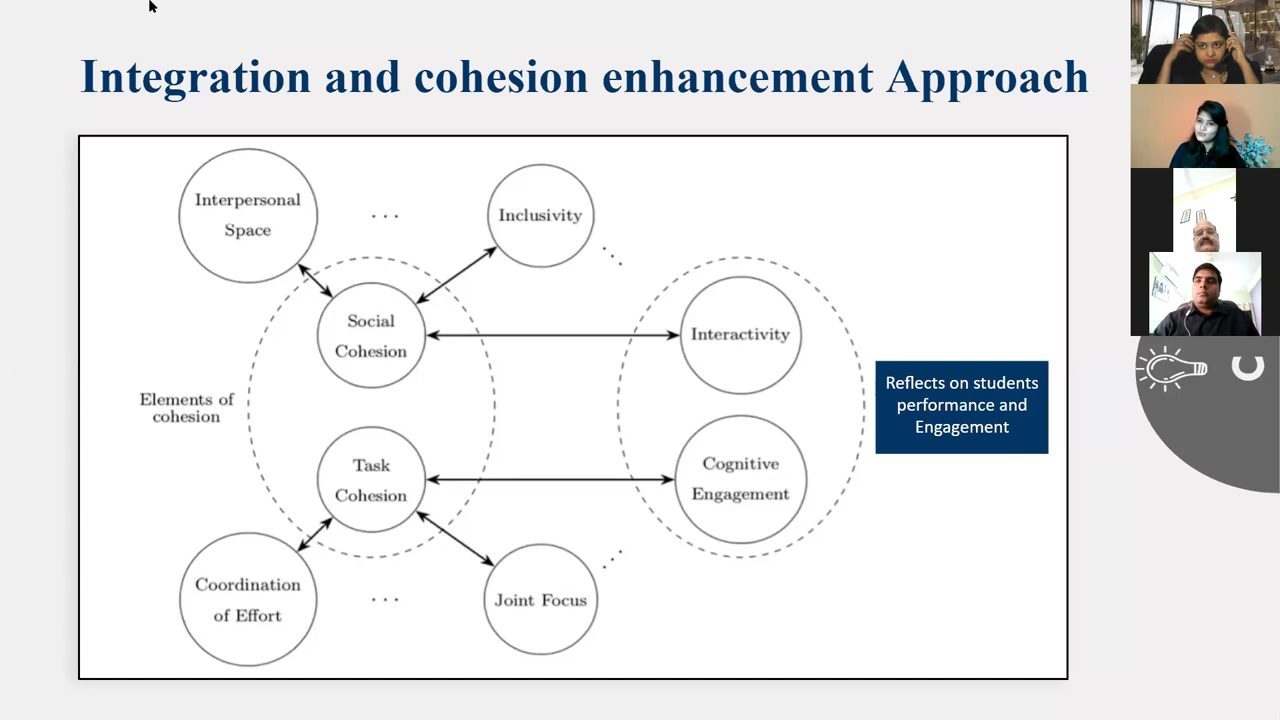 Integration and cohesion enhancement Approach
Interpersonal
Space
. . .
Inclusivity
Social
Cohesion
Interactivity
Elements of
cohesion
Reflects on students
performance and
Engagement
Task
Cohesion
Cognitive
Engagement
Coordination
of Effort
. . .
Joint Focus